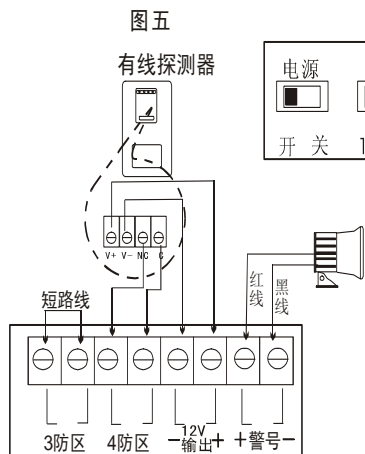 图五
有线探测器
电源
开 关 1
V+ V- NC C
短路线
红线
黑线
3防区 4防区 -12V输出+ +警号-